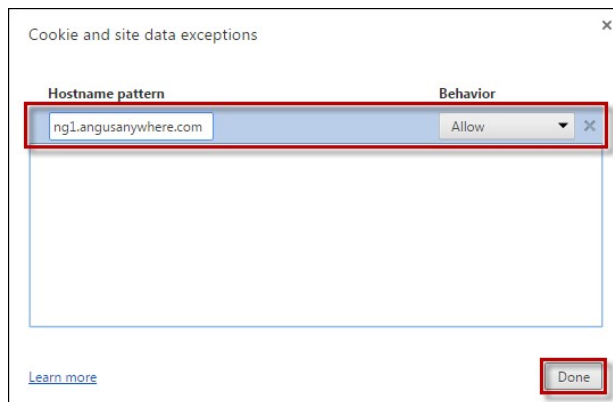 Cookie and site data exceptions
Hostname pattern Behavior
ng1.angusanywhere.com Allow
Learn more Done